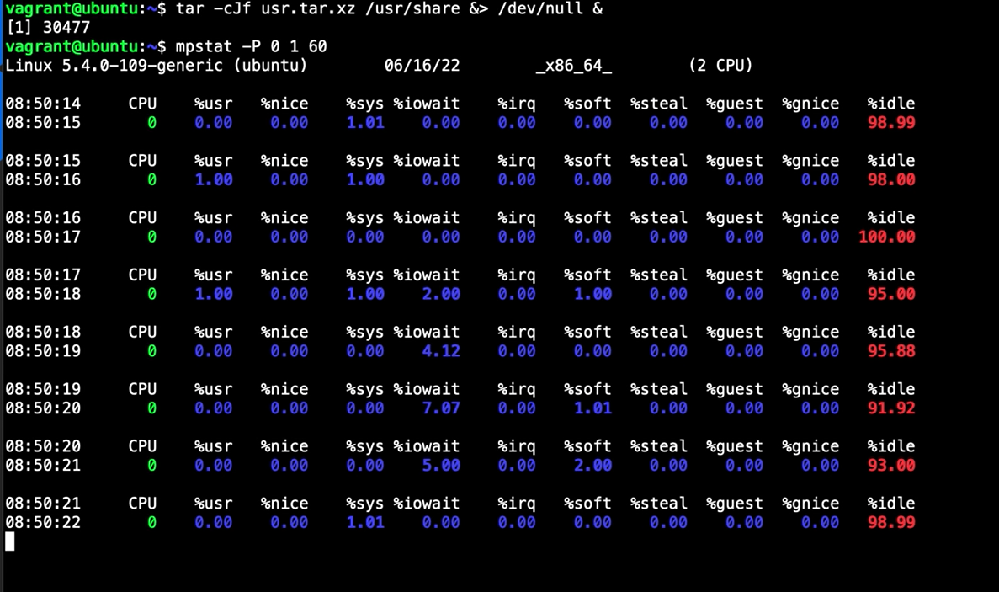 vagrant@ubuntu:~$ tar -cJf usr.tar.xz /usr/share &> /dev/null &
[1] 30477
vagrant@ubuntu:~$ mpstat -P 0 1 60
Linux 5.4.0-109-generic (ubuntu) 06/16/22 _x86_64_ (2 CPU)
08:50:14 CPU %usr %nice %sys %iowait %irq %soft %steal %guest %gnice %idle
08:50:15 0 0.00 0.00 1.01 0.00 0.00 0.00 0.00 0.00 0.00 98.99
08:50:15 CPU %usr %nice %sys %iowait %irq %soft %steal %guest %gnice %idle
08:50:16 0 1.00 0.00 1.00 0.00 0.00 0.00 0.00 0.00 0.00 98.00
08:50:16 CPU %usr %nice %sys %iowait %irq %soft %steal %guest %gnice %idle
08:50:17 0 0.00 0.00 0.00 0.00 0.00 0.00 0.00 0.00 0.00 100.00
08:50:17 CPU %usr %nice %sys %iowait %irq %soft %steal %guest %gnice %idle
08:50:18 0 1.00 0.00 1.00 2.00 0.00 1.00 0.00 0.00 0.00 95.00
08:50:18 CPU %usr %nice %sys %iowait %irq %soft %steal %guest %gnice %idle
08:50:19 0 0.00 0.00 0.00 4.12 0.00 0.00 0.00 0.00 0.00 95.88
08:50:19 CPU %usr %nice %sys %iowait %irq %soft %steal %guest %gnice %idle
08:50:20 0 0.00 0.00 0.00 7.07 0.00 1.01 0.00 0.00 0.00 91.92
08:50:20 CPU %usr %nice %sys %iowait %irq %soft %steal %guest %gnice %idle
08:50:21 0 0.00 0.00 0.00 5.00 0.00 2.00 0.00 0.00 0.00 93.00
08:50:21 CPU %usr %nice %sys %iowait %irq %soft %steal %guest %gnice %idle
08:50:22 0 0.00 0.00 1.01 0.00 0.00 0.00 0.00 0.00 0.00 98.99